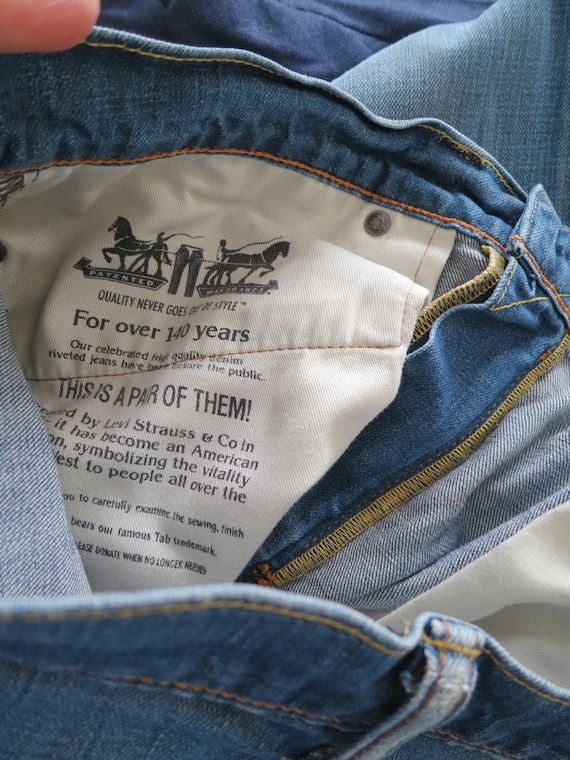 PATENTED
QUALITY NEVER GOES OUT OF STYLE™
For over 140 years
Our celebrated high quality denim
riveted jeans have been before the public.
THIS IS A PAIR OF THEM!
by Levi Strauss & Co in
it has become an American
symbolizing the vitality
to people all over the
you to carefully examine the sewing, finish
bears our famous Tab trademark.
PLEASE DONATE WHEN NO LONGER NEEDED